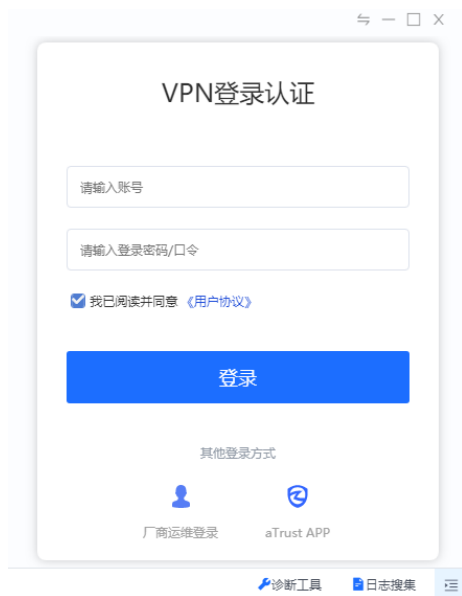 VPN登录认证
请输入账号
请输入登录密码/口令
我已阅读并同意 《用户协议》
登录
其他登录方式
厂商运维登录 aTrust APP
诊断工具 日志搜集